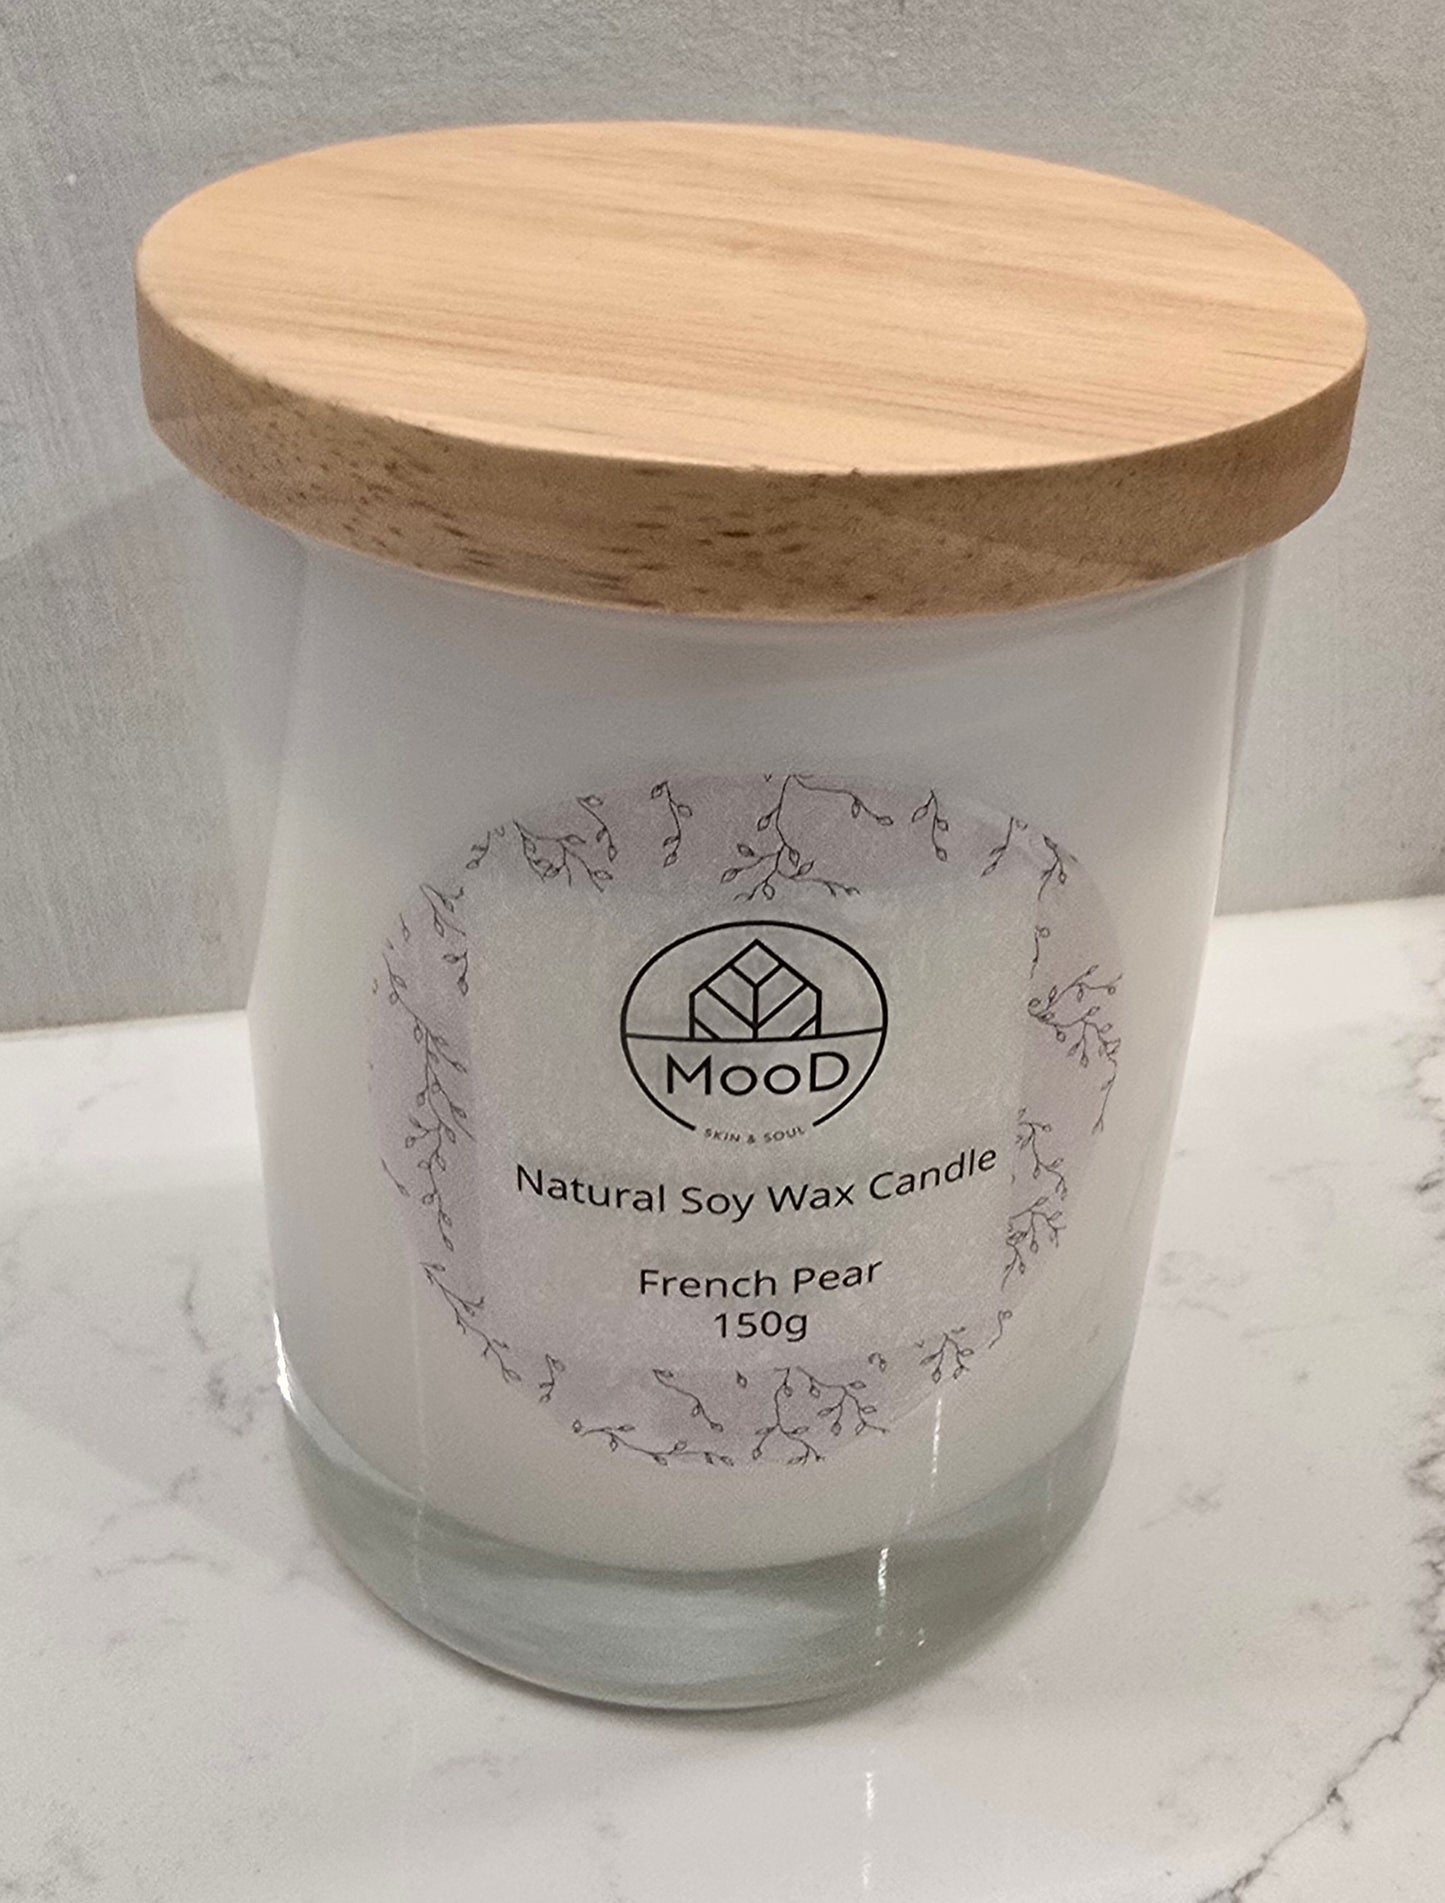 MooD
SKIN & SOUL
Natural Soy Wax Candle
French Pear
150g